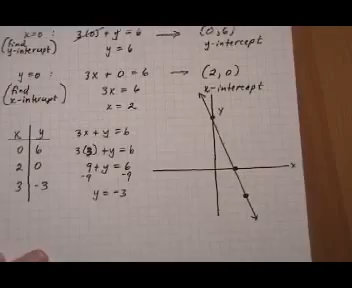 x=0: 3(0) + y = 6 → (0,6)
(find y-intercept) y = 6 y-intercept
y=0: 3x + 0 = 6 → (2,0)
(find x-intercept) 3x = 6 x-intercept
x = 2
x y 3x + y = 6
0 6 3(3) + y = 6
2 0 9 + y = 6
3 -3 -9 -9
y = -3
y
x